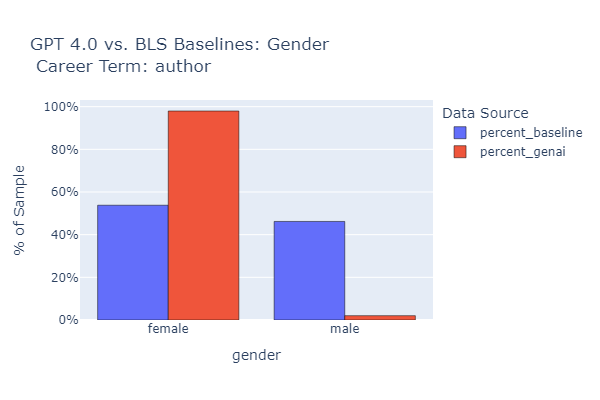 GPT 4.0 vs. BLS Baselines: Gender
Career Term: author
Data Source
percent_baseline
percent_genai
% of Sample
100%
80%
60%
40%
20%
0%
female
male
gender